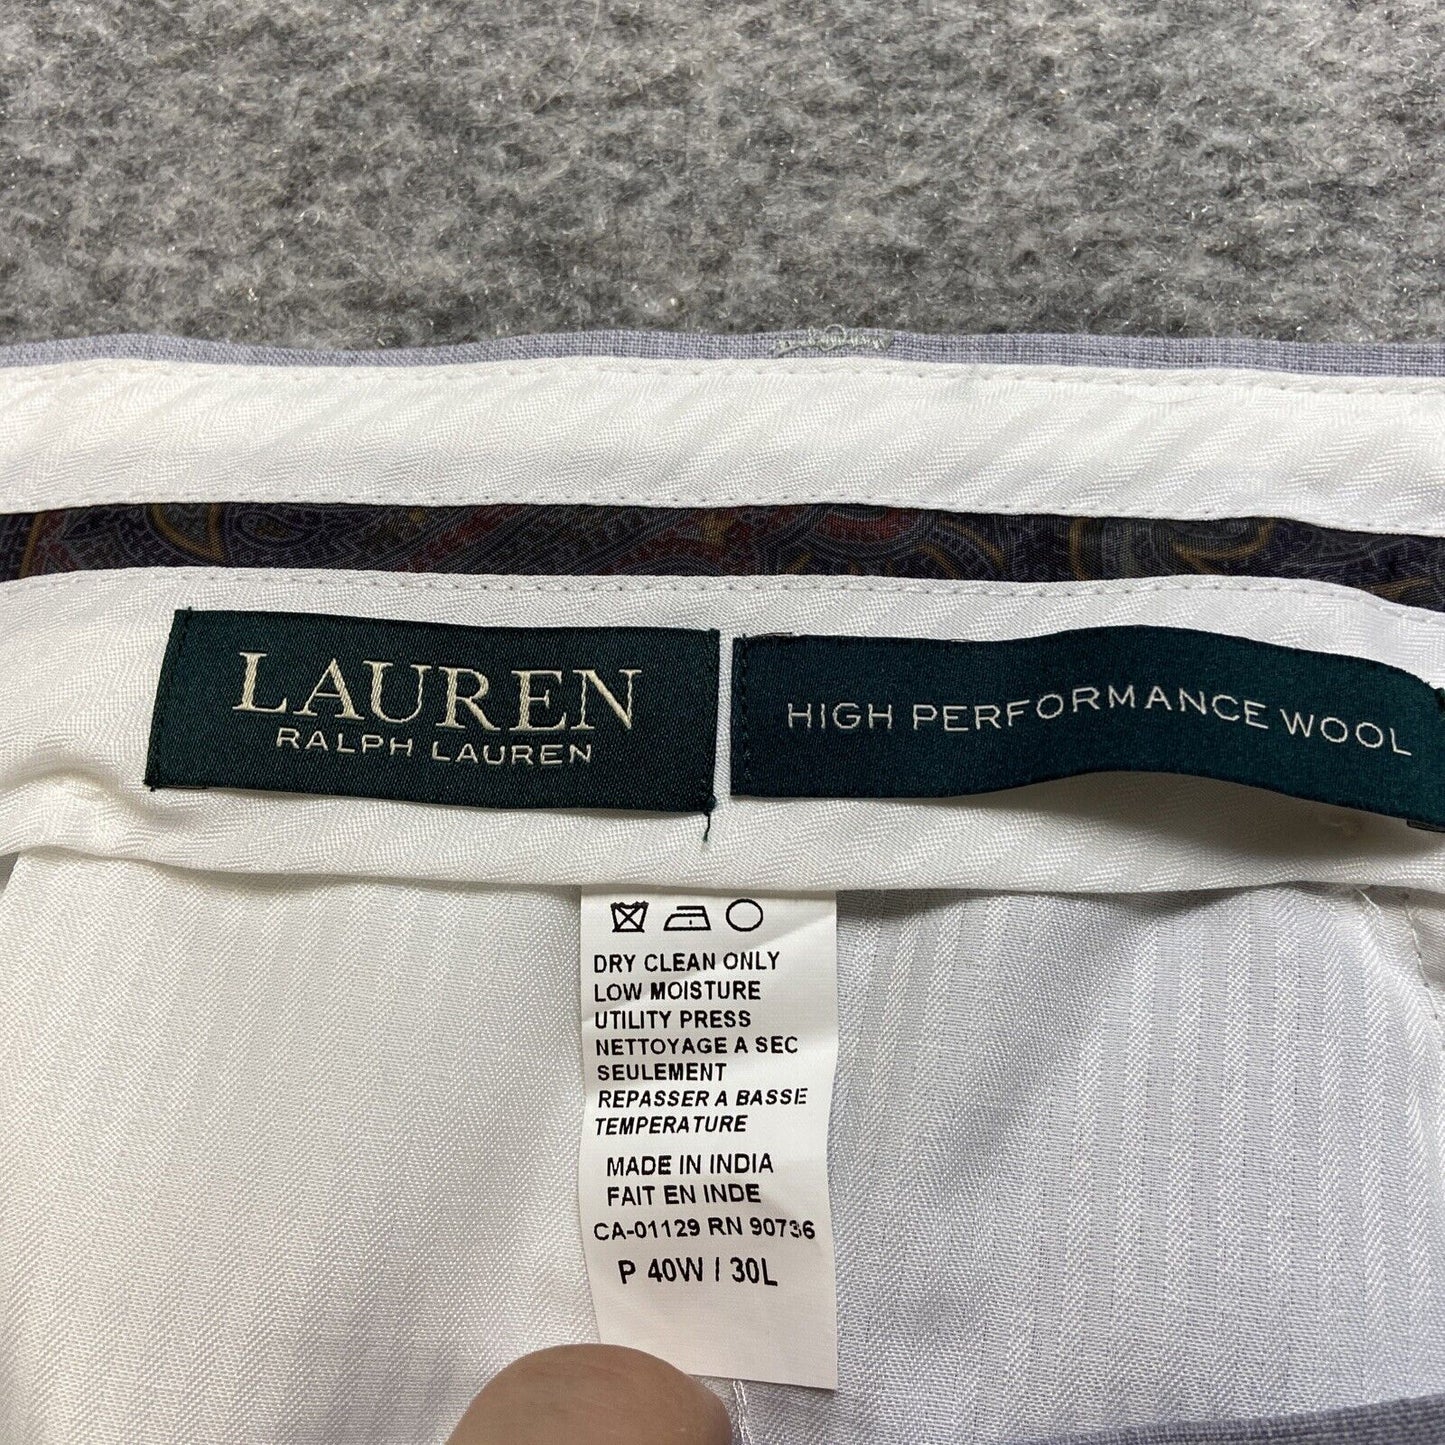 LAUREN
RALPH LAUREN
HIGH PERFORMANCE WOOL
DRY CLEAN ONLY
LOW MOISTURE
UTILITY PRESS
NETTOYAGE A SEC
SEULEMENT
REPASSER A BASSE
TEMPERATURE
MADE IN INDIA
FAIT EN INDE
CA-01129 RN 90736
P 40W / 30L